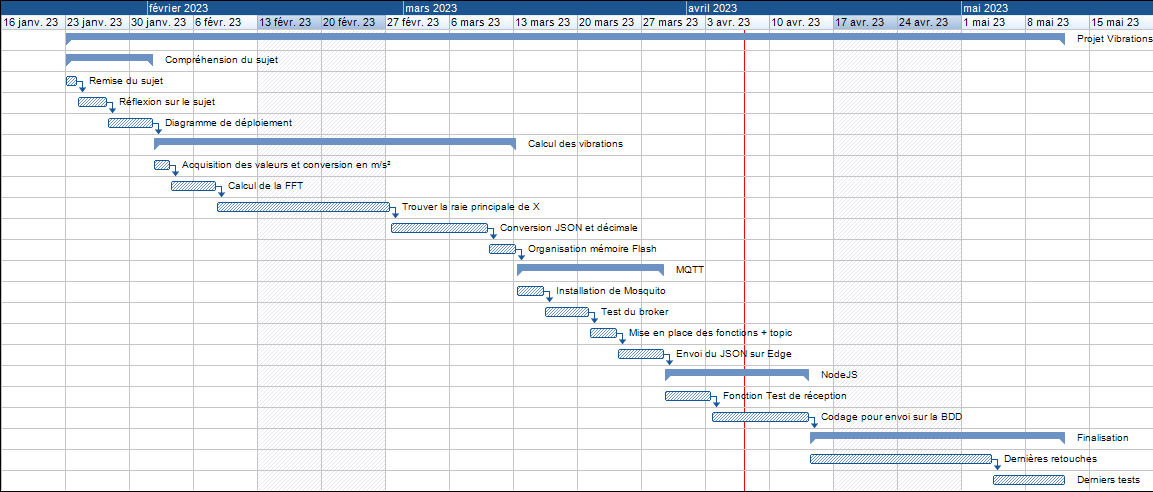 février 2023 mars 2023 avril 2023 mai 2023
16 janv. 23 23 janv. 23 30 janv. 23 6 févr. 23 13 févr. 23 20 févr. 23 27 févr. 23 6 mars 23 13 mars 23 20 mars 23 27 mars 23 3 avr. 23 10 avr. 23 17 avr. 23 24 avr. 23 1 mai 23 8 mai 23 15 mai 23
Projet Vibrations
Compréhension du sujet
Remise du sujet
Réflexion sur le sujet
Diagramme de déploiement
Calcul des vibrations
Acquisition des valeurs et conversion en m/s²
Calcul de la FFT
Trouver la raie principale de X
Conversion JSON et décimale
Organisation mémoire Flash
MQTT
Installation de Mosquito
Test du broker
Mise en place des fonctions + topic
Envoi du JSON sur Edge
NodeJS
Fonction Test de réception
Codage pour envoi sur la BDD
Finalisation
Dernières retouches
Derniers tests